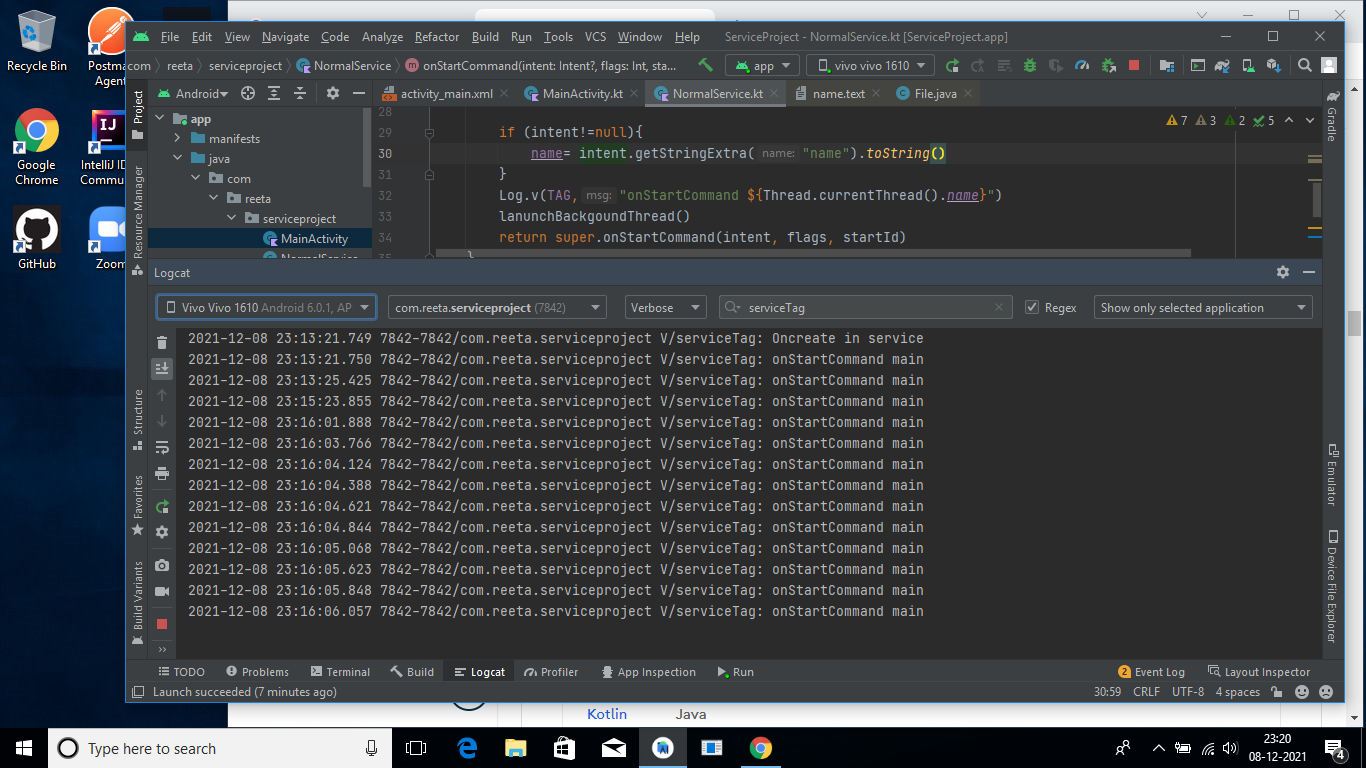 Recycle Bin
Postma
Agent
Google
Chrome
IntelliJ ID
Commu
GitHub
Zoom
File Edit View Navigate Code Analyze Refactor Build Run Tools VCS Window Help ServiceProject - NormalService.kt [ServiceProject.app]
com reeta serviceproject NormalService onStartCommand(intent: Intent?, flags: Int, sta... app vivo vivo 1610
Project
Resource Manager
Structure
Favorites
Build Variants
Android
app
manifests
java
com
reeta
serviceproject
MainActivity
NormalService
activity_main.xml MainActivity.kt NormalService.kt name.text File.java
28
29 if (intent!=null){
30 name= intent.getStringExtra( name: "name").toString()
31 }
32 Log.v(TAG, msg: "onStartCommand ${Thread.currentThread().name}")
33 lanunchBackgoundThread()
34 return super.onStartCommand(intent, flags, startId)
35 }
7 3 2 5
Gradle
Emulator
Device File Explorer
Logcat
Vivo Vivo 1610 Android 6.0.1, AP com.reeta.serviceproject (7842) Verbose serviceTag Regex Show only selected application
2021-12-08 23:13:21.749 7842-7842/com.reeta.serviceproject V/serviceTag: Oncreate in service
2021-12-08 23:13:21.750 7842-7842/com.reeta.serviceproject V/serviceTag: onStartCommand main
2021-12-08 23:13:25.425 7842-7842/com.reeta.serviceproject V/serviceTag: onStartCommand main
2021-12-08 23:15:23.855 7842-7842/com.reeta.serviceproject V/serviceTag: onStartCommand main
2021-12-08 23:16:01.888 7842-7842/com.reeta.serviceproject V/serviceTag: onStartCommand main
2021-12-08 23:16:03.766 7842-7842/com.reeta.serviceproject V/serviceTag: onStartCommand main
2021-12-08 23:16:04.124 7842-7842/com.reeta.serviceproject V/serviceTag: onStartCommand main
2021-12-08 23:16:04.388 7842-7842/com.reeta.serviceproject V/serviceTag: onStartCommand main
2021-12-08 23:16:04.621 7842-7842/com.reeta.serviceproject V/serviceTag: onStartCommand main
2021-12-08 23:16:04.844 7842-7842/com.reeta.serviceproject V/serviceTag: onStartCommand main
2021-12-08 23:16:05.068 7842-7842/com.reeta.serviceproject V/serviceTag: onStartCommand main
2021-12-08 23:16:05.623 7842-7842/com.reeta.serviceproject V/serviceTag: onStartCommand main
2021-12-08 23:16:05.848 7842-7842/com.reeta.serviceproject V/serviceTag: onStartCommand main
2021-12-08 23:16:06.057 7842-7842/com.reeta.serviceproject V/serviceTag: onStartCommand main
TODO Problems Terminal Build Logcat Profiler App Inspection Run 2 Event Log Layout Inspector
Launch succeeded (7 minutes ago) 30:59 CRLF UTF-8 4 spaces
Kotlin Java
Type here to search
23:20
08-12-2021
4